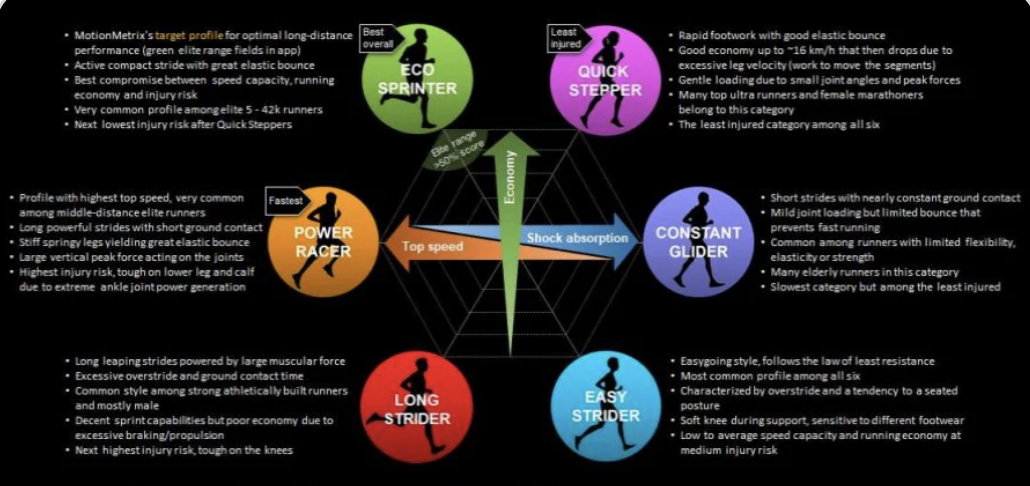 • MotionMetrix's target profile for optimal long-distance
performance (green elite range fields in app)
• Active compact stride with great elastic bounce
• Best compromise between speed capacity, running
economy and injury risk
• Very common profile among elite 5 - 42k runners
• Next lowest injury risk after Quick Steppers
Best
overall
ECO
SPRINTER
Least
injured
QUICK
STEPPER
• Rapid footwork with good elastic bounce
• Good economy up to ~16 km/h that then drops due to
excessive leg velocity (work to move the segments)
• Gentle loading due to small joint angles and peak forces
• Many top ultra runners and female marathoners
belong to this category
• The least injured category among all six
Elite range
>50% score
Economy
• Profile with highest top speed, very common
among middle-distance elite runners
• Long powerful strides with short ground contact
• Stiff springy legs yielding great elastic bounce
• Large vertical peak force acting on the joints
• Highest injury risk, tough on lower leg and calf
due to extreme ankle joint power generation
Fastest
POWER
RACER
Top speed
Shock absorption
CONSTANT
GLIDER
• Short strides with nearly constant ground contact
• Mild joint loading but limited bounce that
prevents fast running
• Common among runners with limited flexibility,
elasticity or strength
• Many elderly runners in this category
• Slowest category but among the least injured
• Long leaping strides powered by large muscular force
• Excessive overstride and ground contact time
• Common style among strong athletically built runners
and mostly male
• Decent sprint capabilities but poor economy due to
excessive braking/propulsion
• Next highest injury risk, tough on the knees
LONG
STRIDER
EASY
STRIDER
• Easygoing style, follows the law of least resistance
• Most common profile among all six
• Characterized by overstride and a tendency to a seated
posture
• Soft knee during support, sensitive to different footwear
• Low to average speed capacity and running economy at
medium injury risk